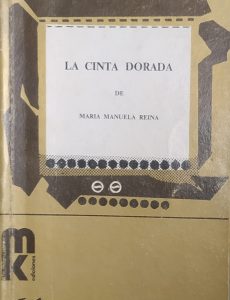 LA CINTA DORADA
DE
MARIA MANUELA REINA
mk
ediciones